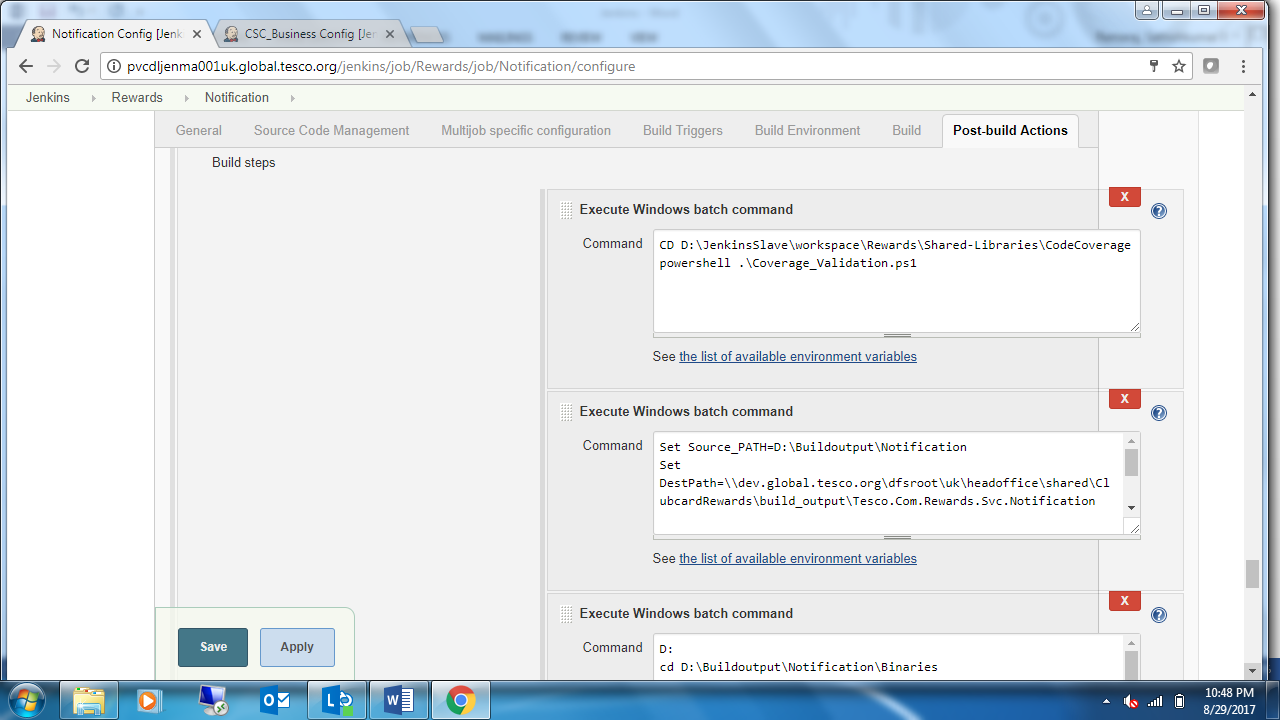 Notification Config [Jenk
CSC_Business Config [Jen
pvcdljenma001uk.global.tesco.org/jenkins/job/Rewards/job/Notification/configure
Jenkins Rewards Notification
General Source Code Management Multijob specific configuration Build Triggers Build Environment Build Post-build Actions
Build steps
X
Execute Windows batch command
Command
CD D:\JenkinsSlave\workspace\Rewards\Shared-Libraries\CodeCoverage
powershell .\Coverage_Validation.ps1
See the list of available environment variables
X
Execute Windows batch command
Command
Set Source_PATH=D:\Buildoutput\Notification
Set
DestPath=\\dev.global.tesco.org\dfsroot\uk\headoffice\shared\Cl
ubcardRewards\build_output\Tesco.Com.Rewards.Svc.Notification
See the list of available environment variables
X
Execute Windows batch command
Command
D:
cd D:\Buildoutput\Notification\Binaries
Save Apply
10:48 PM
8/29/2017